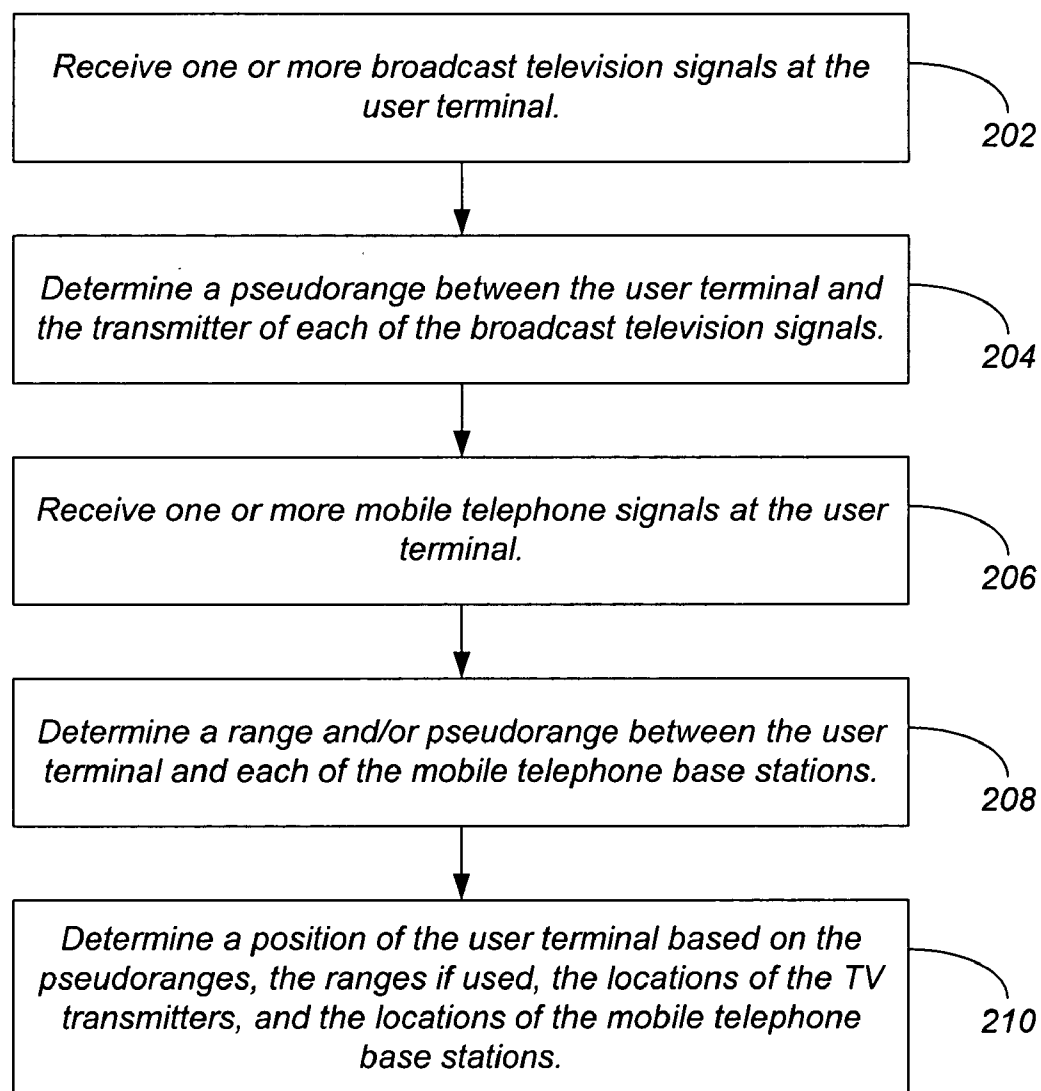 Receive one or more broadcast television signals at the
user terminal.
202
Determine a pseudorange between the user terminal and
the transmitter of each of the broadcast television signals.
204
Receive one or more mobile telephone signals at the user
terminal.
206
Determine a range and/or pseudorange between the user
terminal and each of the mobile telephone base stations.
208
Determine a position of the user terminal based on the
pseudoranges, the ranges if used, the locations of the TV
transmitters, and the locations of the mobile telephone
base stations.
210